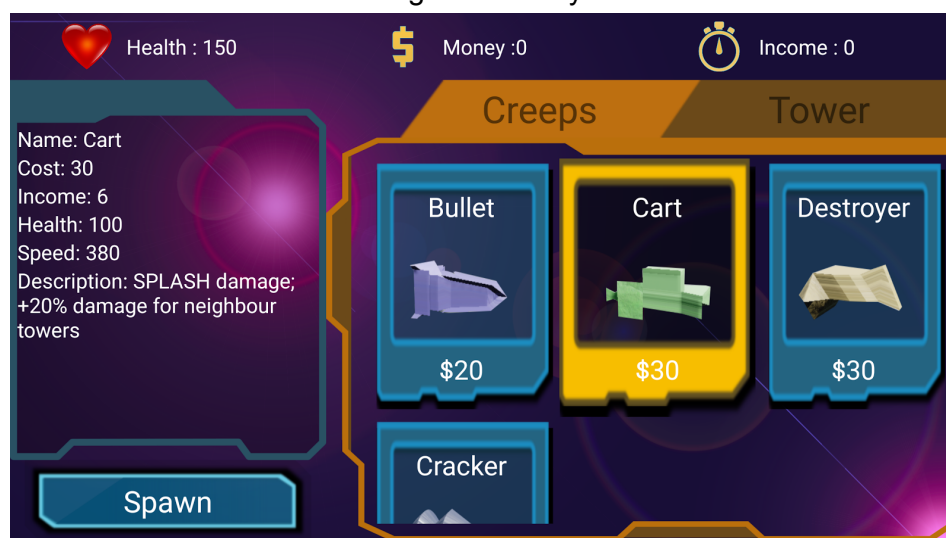 Health : 150
Money :0
Income : 0
Creeps
Tower
Name: Cart
Cost: 30
Income: 6
Health: 100
Speed: 380
Description: SPLASH damage;
+20% damage for neighbour
towers
Bullet
$20
Cart
$30
Destroyer
$30
Cracker
Spawn